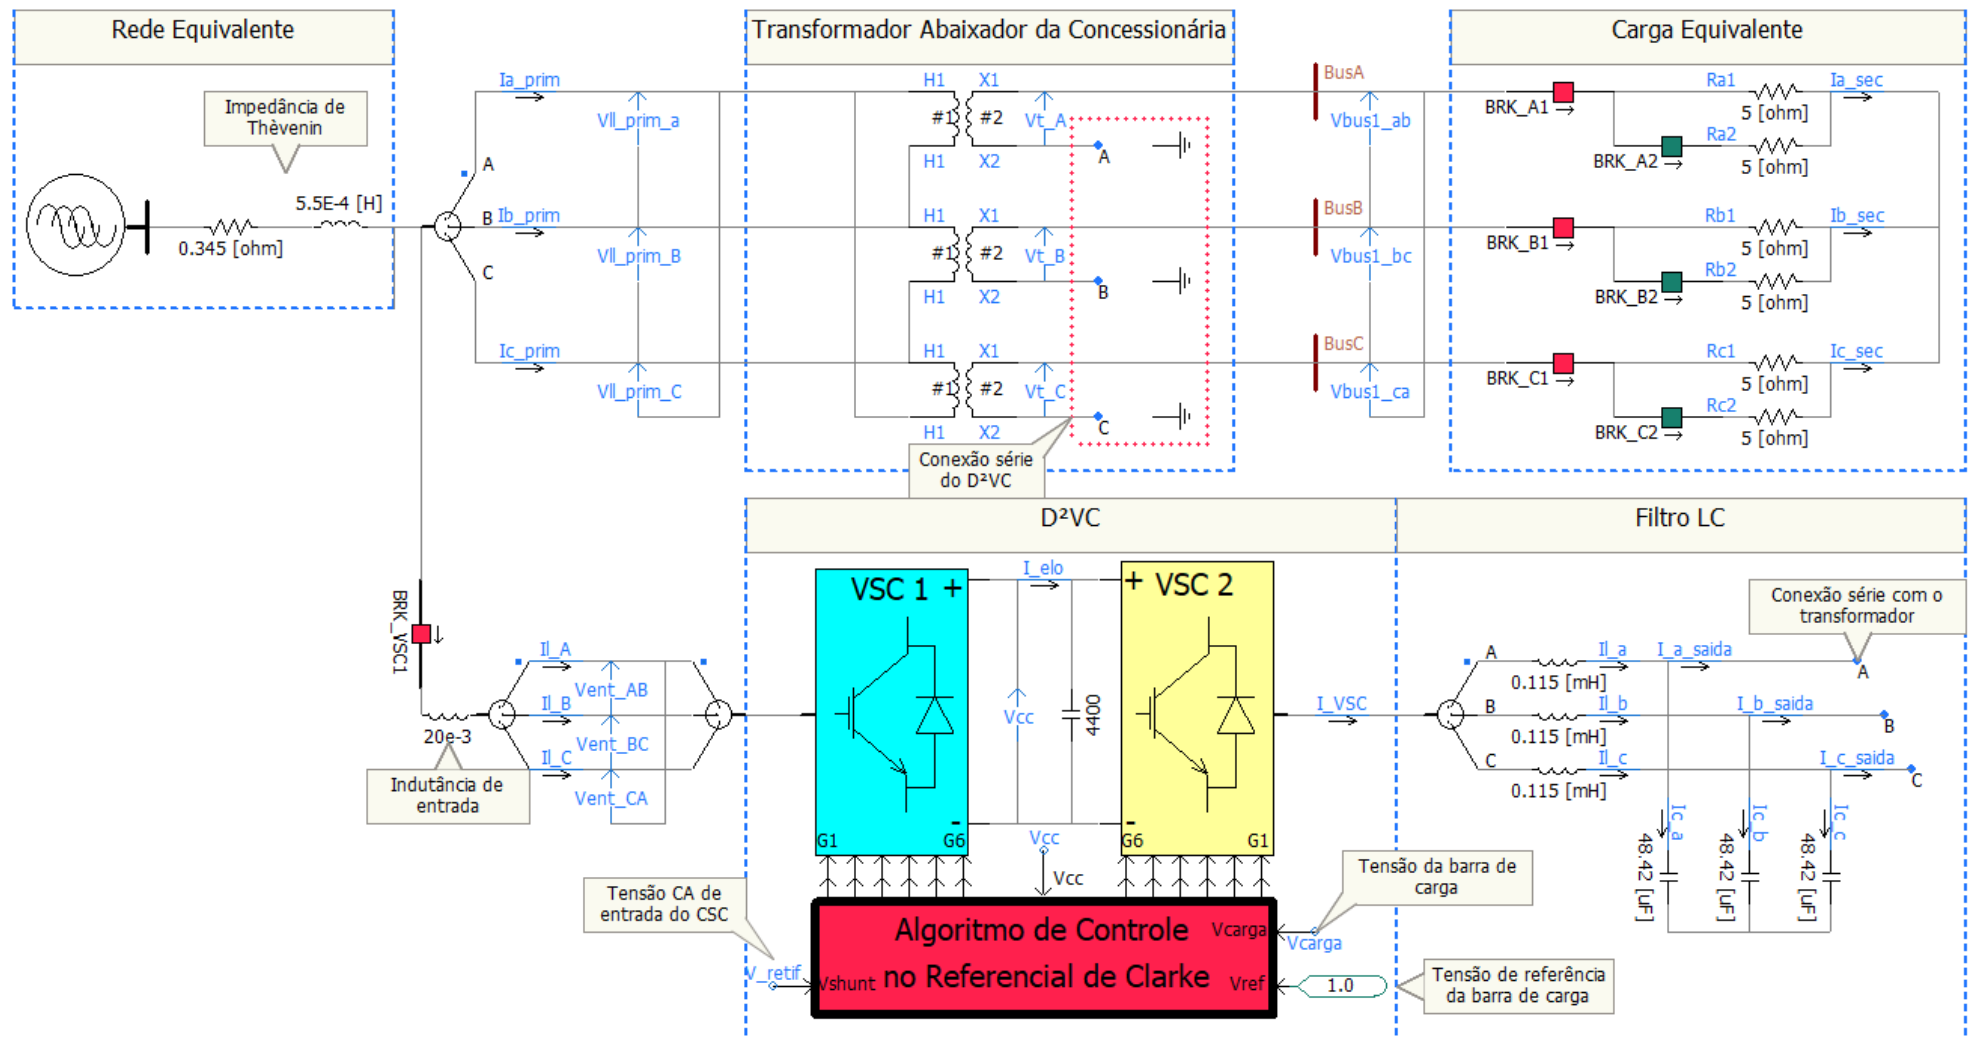 Rede Equivalente
Transformador Abaixador da Concessionária
Carga Equivalente
Impedância de
Thèvenin
0.345 [ohm]
5.5E-4 [H]
A
B
C
Ia_prim
Ib_prim
Ic_prim
Vll_prim_a
Vll_prim_B
Vll_prim_C
H1
X1
#1
#2
H1
X2
Vt_A
A
H1
X1
#1
#2
H1
X2
Vt_B
B
H1
X1
#1
#2
H1
X2
Vt_C
C
Conexão série
do D²VC
BusA
Vbus1_ab
BusB
Vbus1_bc
BusC
Vbus1_ca
BRK_A1
Ra1
Ia_sec
5 [ohm]
BRK_A2
Ra2
5 [ohm]
BRK_B1
Rb1
Ib_sec
5 [ohm]
BRK_B2
Rb2
5 [ohm]
BRK_C1
Rc1
Ic_sec
5 [ohm]
BRK_C2
Rc2
5 [ohm]
D²VC
Filtro LC
BRK_VSC1
20e-3
Indutância de
entrada
Il_A
Il_B
Il_C
Vent_AB
Vent_BC
Vent_CA
VSC 1
+
-
G1
G6
I_elo
Vcc
4400
+
VSC 2
-
G6
G1
Vcc
Vcc
I_VSC
A
B
C
0.115 [mH]
0.115 [mH]
0.115 [mH]
Il_a
Il_b
Il_c
I_a_saida
I_b_saida
I_c_saida
A
B
C
Conexão série com o
transformador
Ic_a
Ic_b
Ic_c
48.42 [uF]
48.42 [uF]
48.42 [uF]
Tensão CA de
entrada do CSC
V_retif
Vshunt
Algoritmo de Controle
no Referencial de Clarke
Vcarga
Vref
Vcarga
1.0
Tensão da barra de
carga
Tensão de referência
da barra de carga